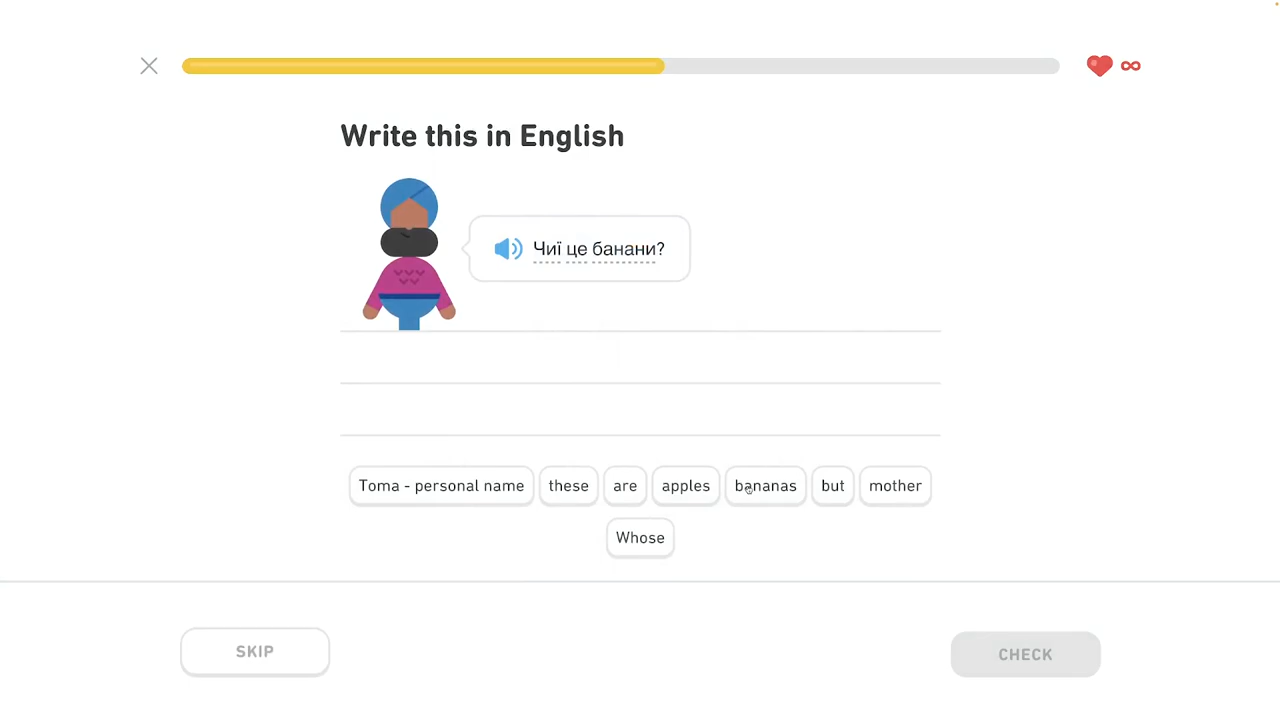 ∞
Write this in English
Чиї це банани?
Toma - personal name these are apples bananas but mother
Whose
SKIP CHECK